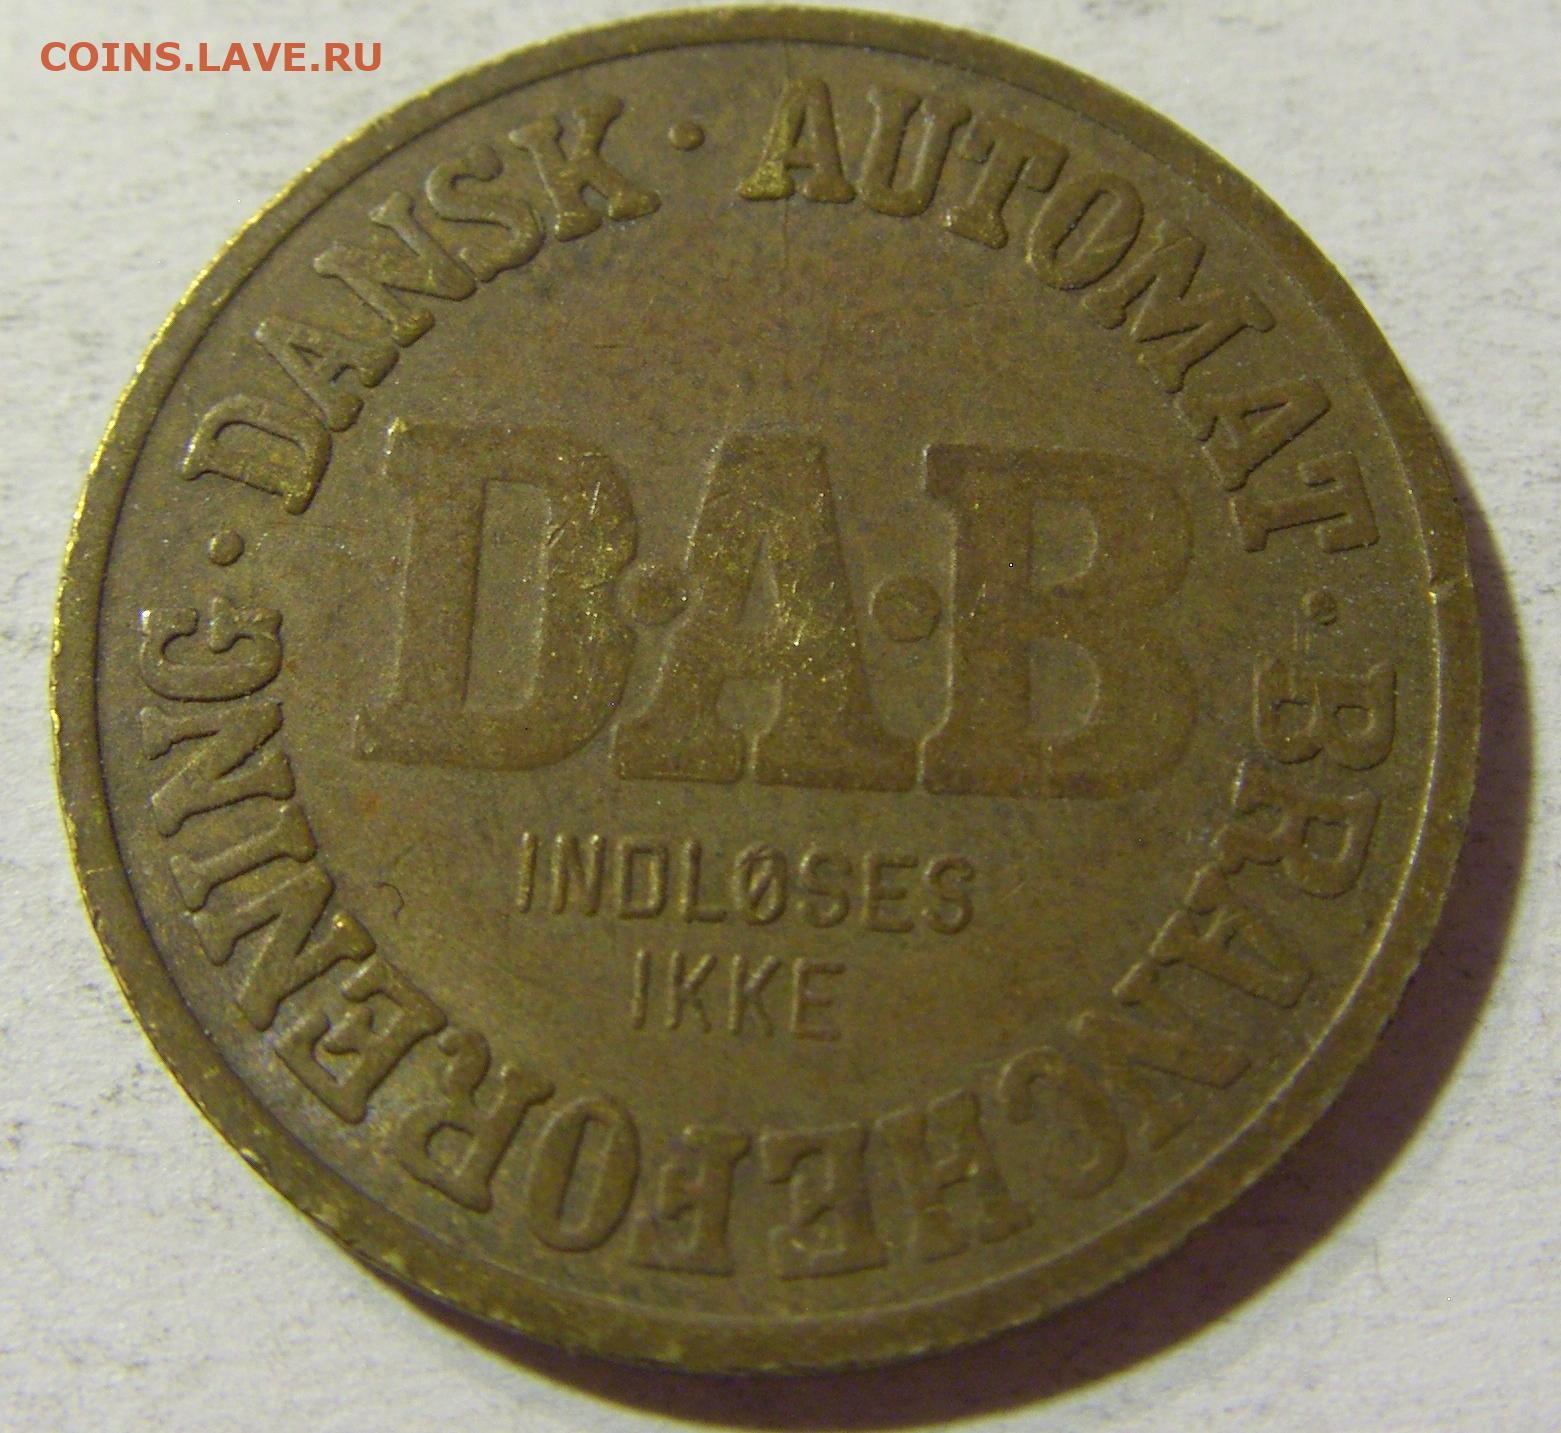 COINS.LAVE.RU
· DANSK · AUTOMAT · BRANCHEFORENING
D·A·B
INDLØSES
IKKE